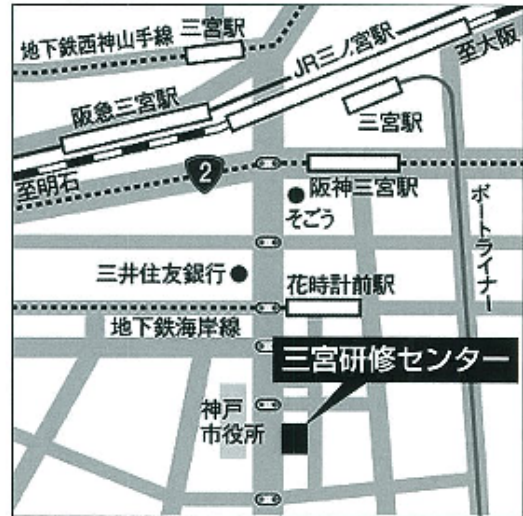 地下鉄西神山手線
三宮駅
JR三ノ宮駅
至大阪
阪急三宮駅
三宮駅
至明石
2
阪神三宮駅
そごう
ポートライナー
三井住友銀行
花時計前駅
地下鉄海岸線
三宮研修センター
神戸
市役所